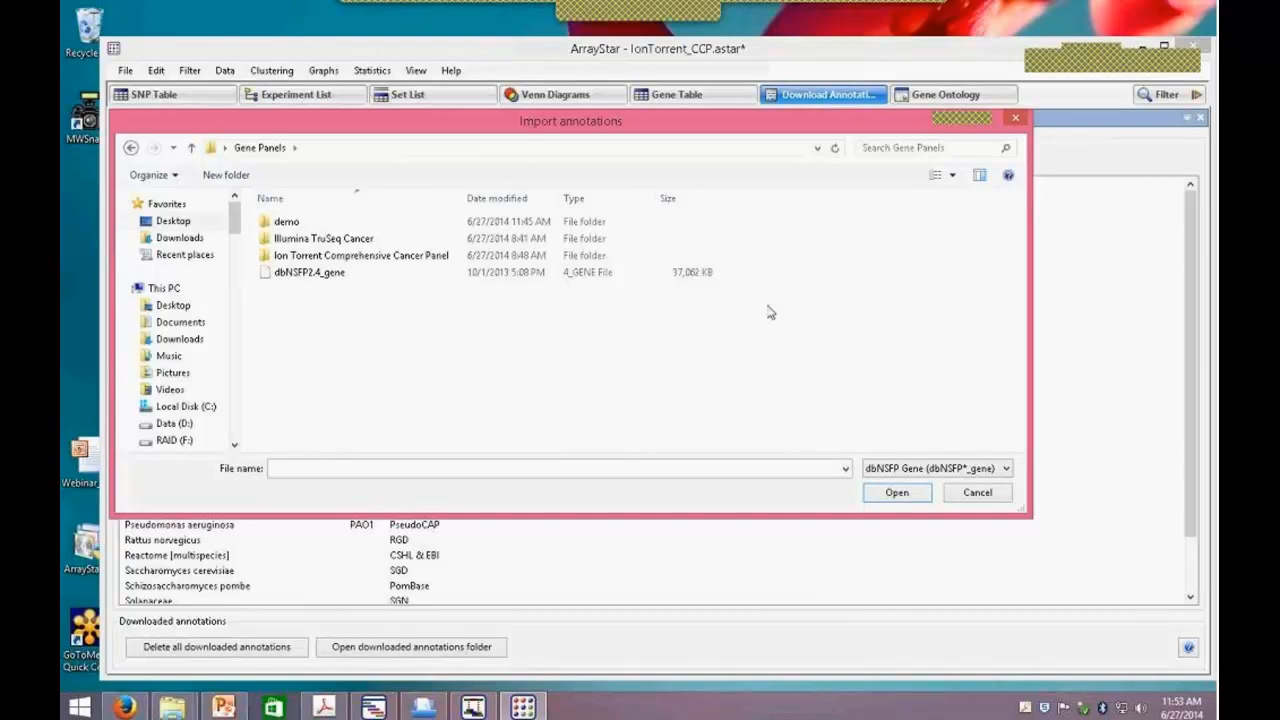 Recycle
ArrayStar - IonTorrent_CCP.astar*
File Edit Filter Data Clustering Graphs Statistics View Help
SNP Table Experiment List Set List Venn Diagrams Gene Table Download Annotati... Gene Ontology Filter
MWSna
Import annotations
Gene Panels Search Gene Panels
Organize New folder
Name Date modified Type Size
Favorites
Desktop
Downloads
Recent places
This PC
Desktop
Documents
Downloads
Music
Pictures
Videos
Local Disk (C:)
Data (D:)
RAID (F:)
demo 6/27/2014 11:45 AM File folder
Illumina TruSeq Cancer 6/27/2014 8:41 AM File folder
Ion Torrent Comprehensive Cancer Panel 6/27/2014 8:48 AM File folder
dbNSFP2.4_gene 10/1/2013 5:08 PM 4_GENE File 37,062 KB
File name: dbNSFP Gene (dbNSFP*_gene)
Open Cancel
Webinar_
Pseudomonas aeruginosa PAO1 PseudoCAP
Rattus norvegicus RGD
Reactome [multispecies] CSHL & EBI
Saccharomyces cerevisiae SGD
Schizosaccharomyces pombe PomBase
Solanaceae SGN
ArraySta
Downloaded annotations
Delete all downloaded annotations Open downloaded annotations folder
GoToMe
Quick Co
11:53 AM
6/27/2014